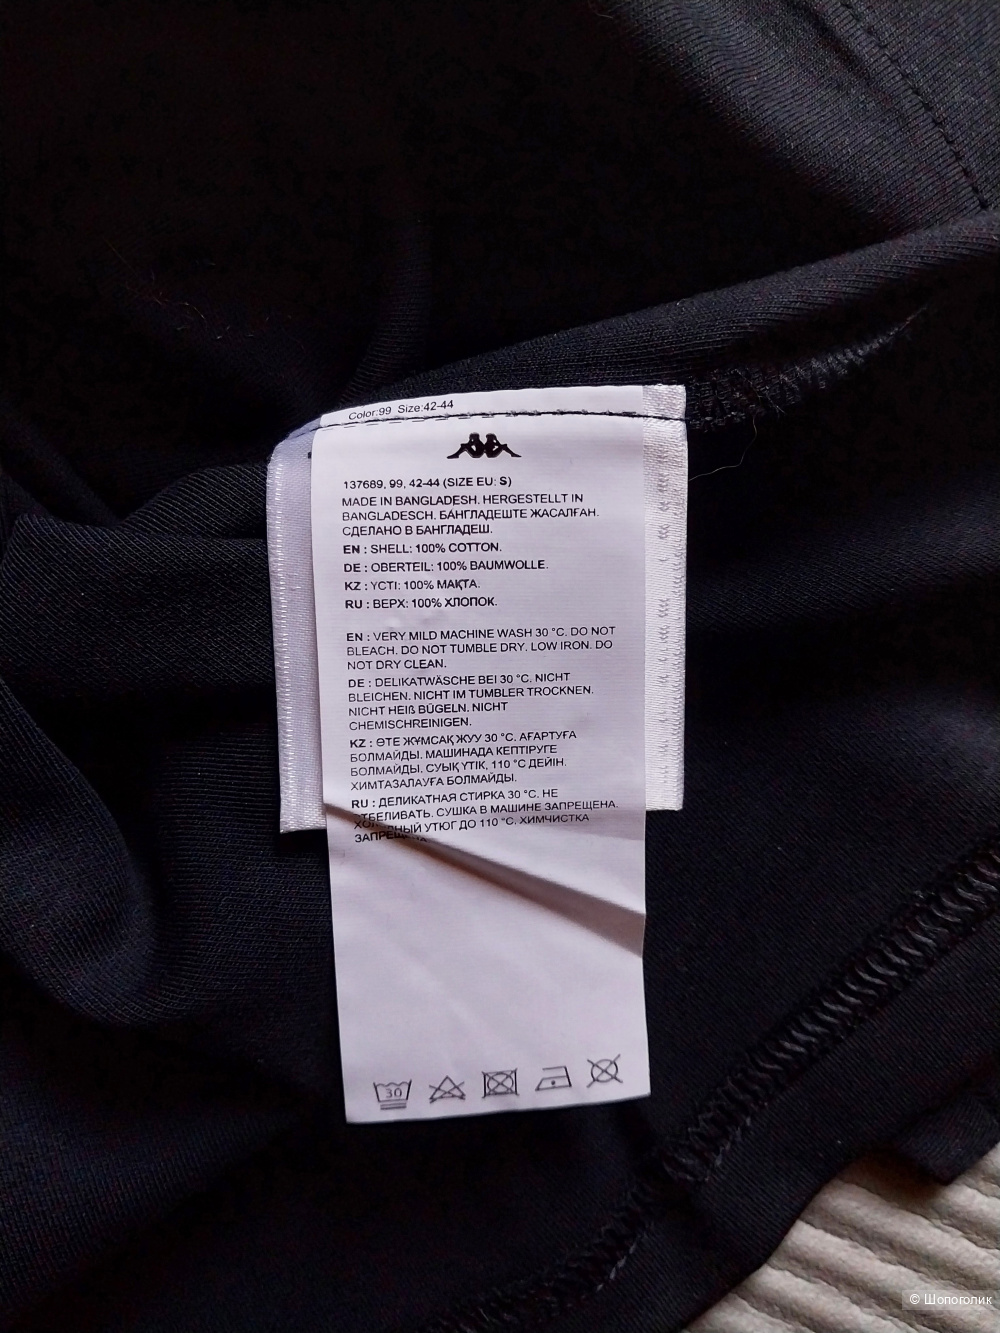 Color:99 Size:42-44
137689, 99, 42-44 (SIZE EU: S)
MADE IN BANGLADESH. HERGESTELLT IN
BANGLADESCH. БАНГЛАДЕШТЕ ЖАСАЛҒАН.
СДЕЛАНО В БАНГЛАДЕШ.
EN : SHELL: 100% COTTON.
DE : OBERTEIL: 100% BAUMWOLLE.
KZ : ҮСТІ: 100% МАҚТА.
RU : ВЕРХ: 100% ХЛОПОК.
EN : VERY MILD MACHINE WASH 30 °C. DO NOT
BLEACH. DO NOT TUMBLE DRY. LOW IRON. DO
NOT DRY CLEAN.
DE : DELIKATWÄSCHE BEI 30 °C. NICHT
BLEICHEN. NICHT IM TUMBLER TROCKNEN.
NICHT HEIß BÜGELN. NICHT
CHEMISCHREINIGEN.
KZ : ӨТЕ ЖҰМСАҚ ЖУУ 30 °C. АҒАРТУҒА
БОЛМАЙДЫ. МАШИНАДА КЕПТІРУГЕ
БОЛМАЙДЫ. СУЫҚ ҮТІК, 110 °C ДЕЙІН.
ХИМТАЗАЛАУҒА БОЛМАЙДЫ.
RU : ДЕЛИКАТНАЯ СТИРКА 30 °C. НЕ
ОТБЕЛИВАТЬ. СУШКА В МАШИНЕ ЗАПРЕЩЕНА.
УТЮГ ДО 110 °C. ХИМЧИСТКА
30
© Шопоголик